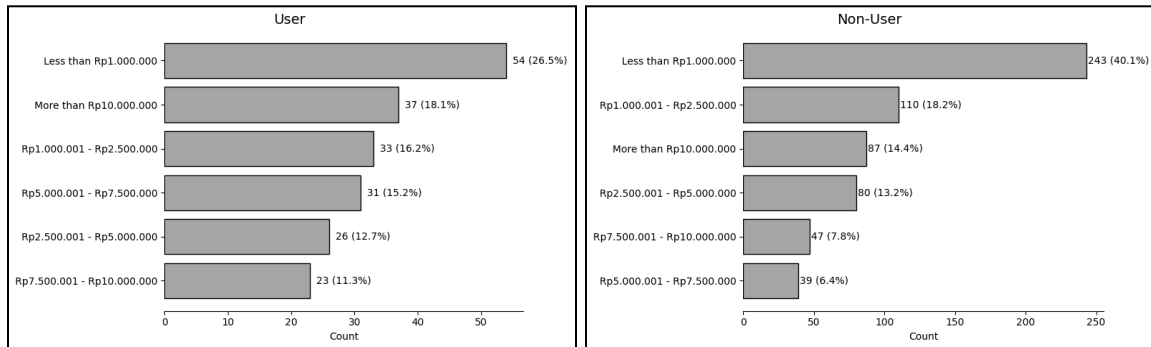 User
Less than Rp1.000.000
54 (26.5%)
More than Rp10.000.000
37 (18.1%)
Rp1.000.001 - Rp2.500.000
33 (16.2%)
Rp5.000.001 - Rp7.500.000
31 (15.2%)
Rp2.500.001 - Rp5.000.000
26 (12.7%)
Rp7.500.001 - Rp10.000.000
23 (11.3%)
0 10 20 30 40 50
Count
Non-User
Less than Rp1.000.000
243 (40.1%)
Rp1.000.001 - Rp2.500.000
110 (18.2%)
More than Rp10.000.000
87 (14.4%)
Rp2.500.001 - Rp5.000.000
80 (13.2%)
Rp7.500.001 - Rp10.000.000
47 (7.8%)
Rp5.000.001 - Rp7.500.000
39 (6.4%)
0 50 100 150 200 250
Count